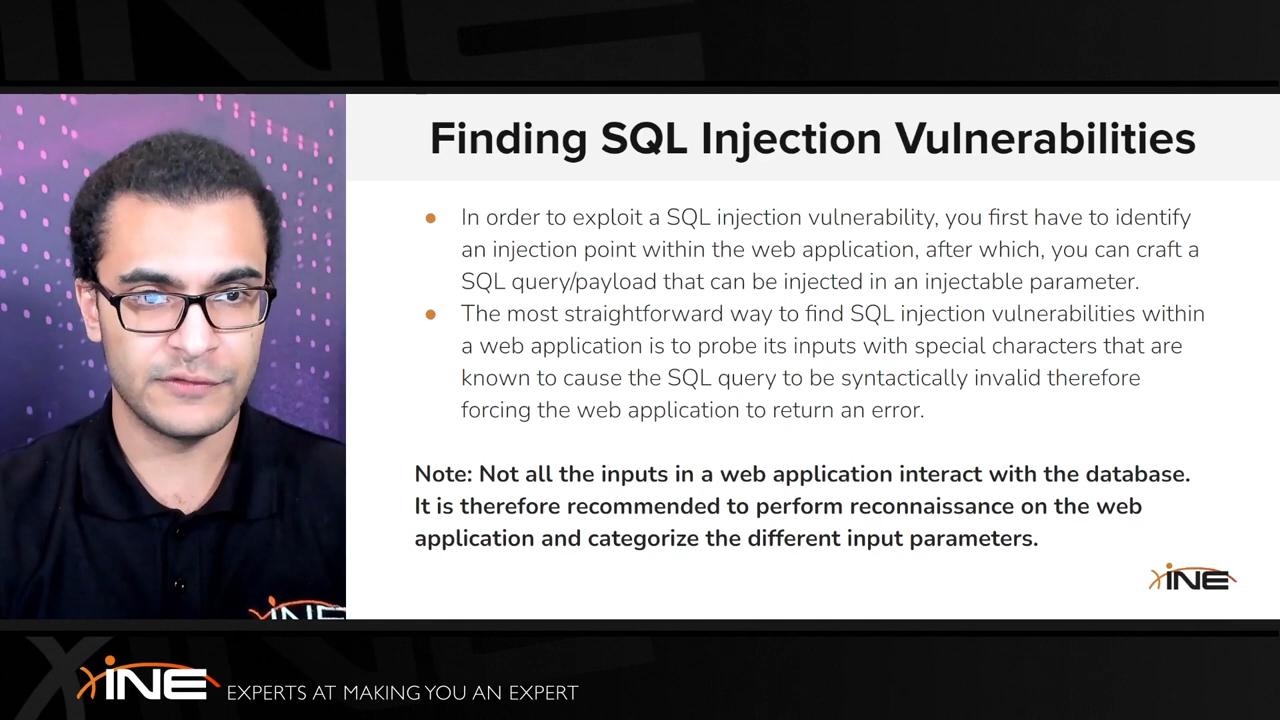 Finding SQL Injection Vulnerabilities
● In order to exploit a SQL injection vulnerability, you first have to identify
an injection point within the web application, after which, you can craft a
SQL query/payload that can be injected in an injectable parameter.
● The most straightforward way to find SQL injection vulnerabilities within
a web application is to probe its inputs with special characters that are
known to cause the SQL query to be syntactically invalid therefore
forcing the web application to return an error.
Note: Not all the inputs in a web application interact with the database.
It is therefore recommended to perform reconnaissance on the web
application and categorize the different input parameters.
INE
INE
INE
EXPERTS AT MAKING YOU AN EXPERT